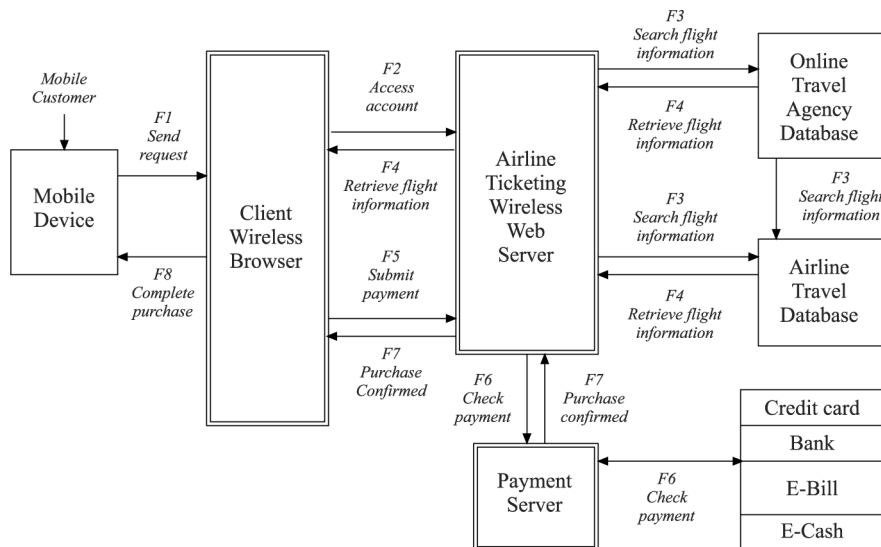 F3
Search flight
information
F2
Access
account
Mobile
Customer
F1
Send
request
Online
Travel
Agency
Database
F4
Retrieve flight
information
Airline
Ticketing
Wireless
Web
Server
F4
Retrieve flight
information
Mobile
Device
Client
Wireless
Browser
F3
Search flight
information
F3
Search flight
information
F5
Submit
payment
F8
Complete
purchase
Airline
Travel
Database
F4
Retrieve flight
information
F7
Purchase
Confirmed
F6
Check
payment
F7
Purchase
confirmed
Credit card
Bank
E-Bill
E-Cash
Payment
Server
F6
Check
payment